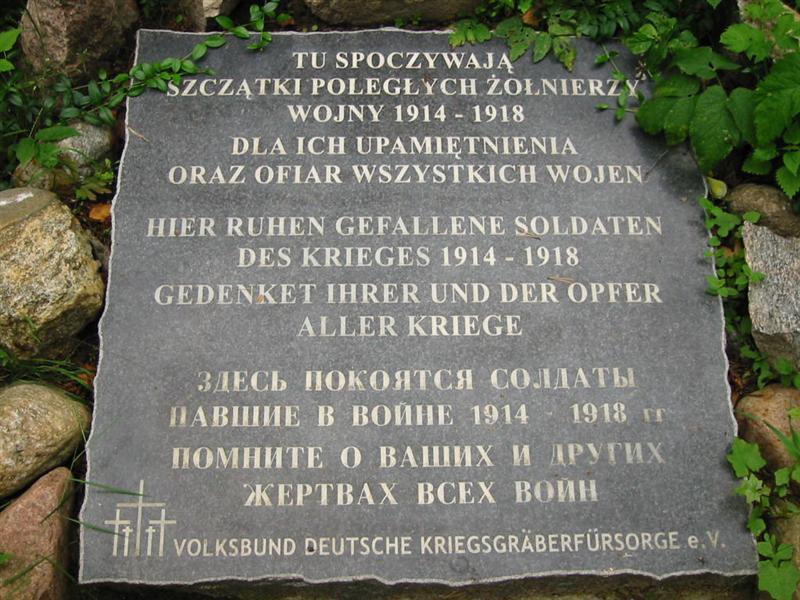 TU SPOCZYWAJĄ
SZCZĄTKI POLEGŁYCH ŻOŁNIERZY
WOJNY 1914 - 1918
DLA ICH UPAMIĘTNIENIA
ORAZ OFIAR WSZYSTKICH WOJEN
HIER RUHEN GEFALLENE SOLDATEN
DES KRIEGES 1914 - 1918
GEDENKET IHRER UND DER OPFER
ALLER KRIEGE
ЗДЕСЬ ПОКОЯТСЯ СОЛДАТЫ
ПАВШИЕ В ВОЙНЕ 1914 - 1918 гг
ПОМНИТЕ О ВАШИХ И ДРУГИХ
ЖЕРТВАХ ВСЕХ ВОЙН
VOLKSBUND DEUTSCHE KRIEGSGRÄBERFÜRSORGE e.V.